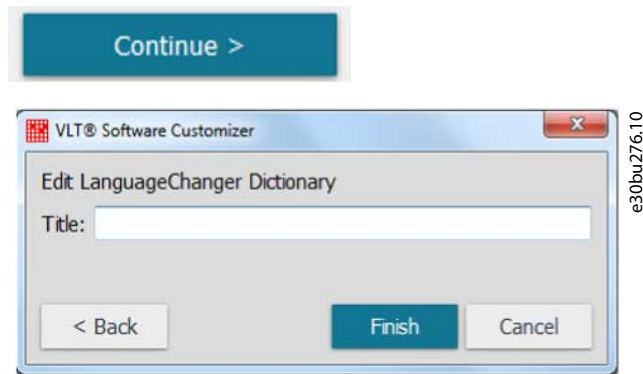 Continue >
VLT® Software Customizer
x
Edit LanguageChanger Dictionary
Title:
< Back
Finish
Cancel
e30bu276.10